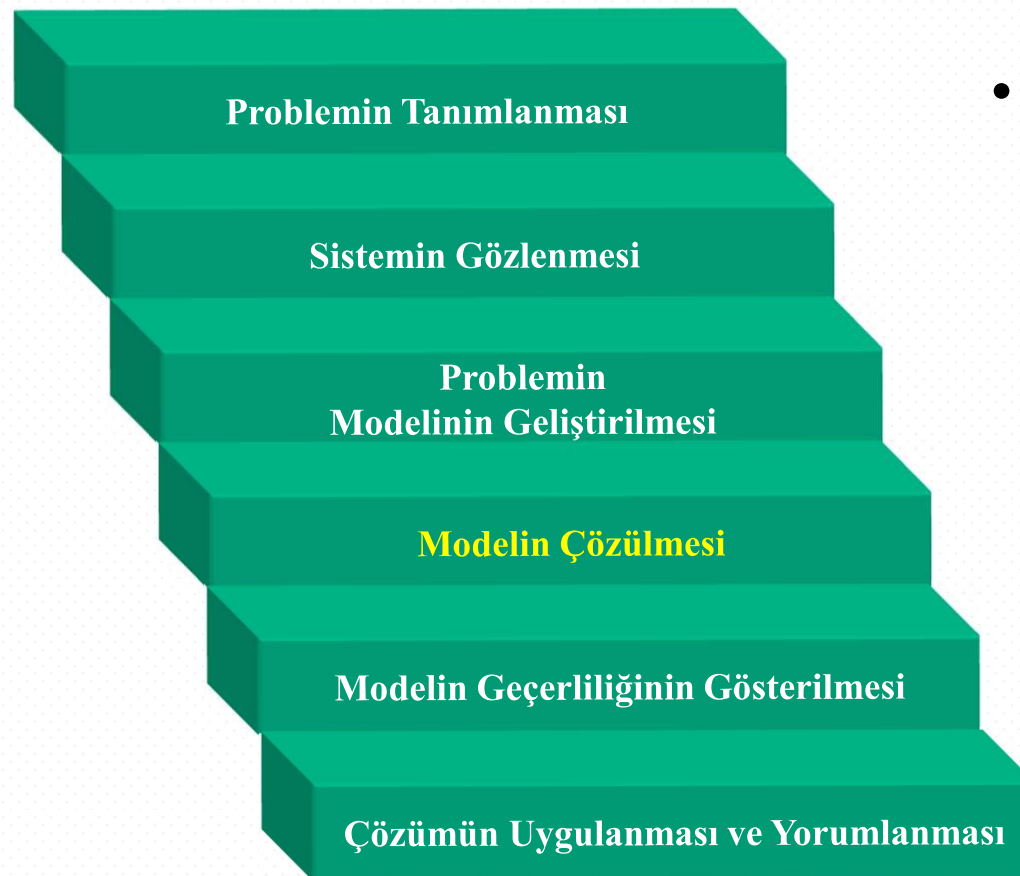 Problemin Tanımlanması
•
Sistemin Gözlenmesi
Problemin
Modelinin Geliştirilmesi
Modelin Çözülmesi
Modelin Geçerliliğinin Gösterilmesi
Çözümün Uygulanması ve Yorumlanması